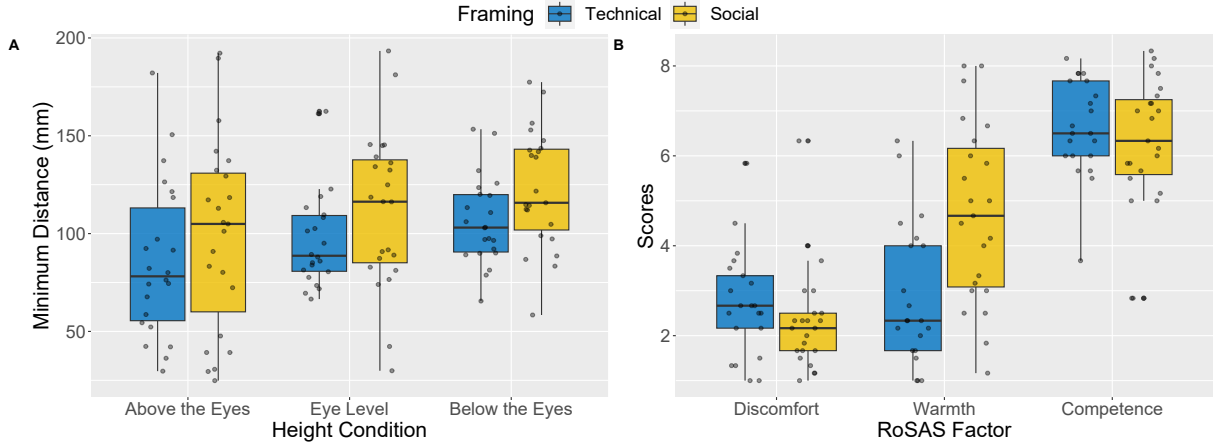 Framing Technical Social
A
Minimum Distance (mm)
200
150
100
50
Above the Eyes Eye Level Below the Eyes
Height Condition
B
Scores
8
6
4
2
Discomfort Warmth Competence
RoSAS Factor